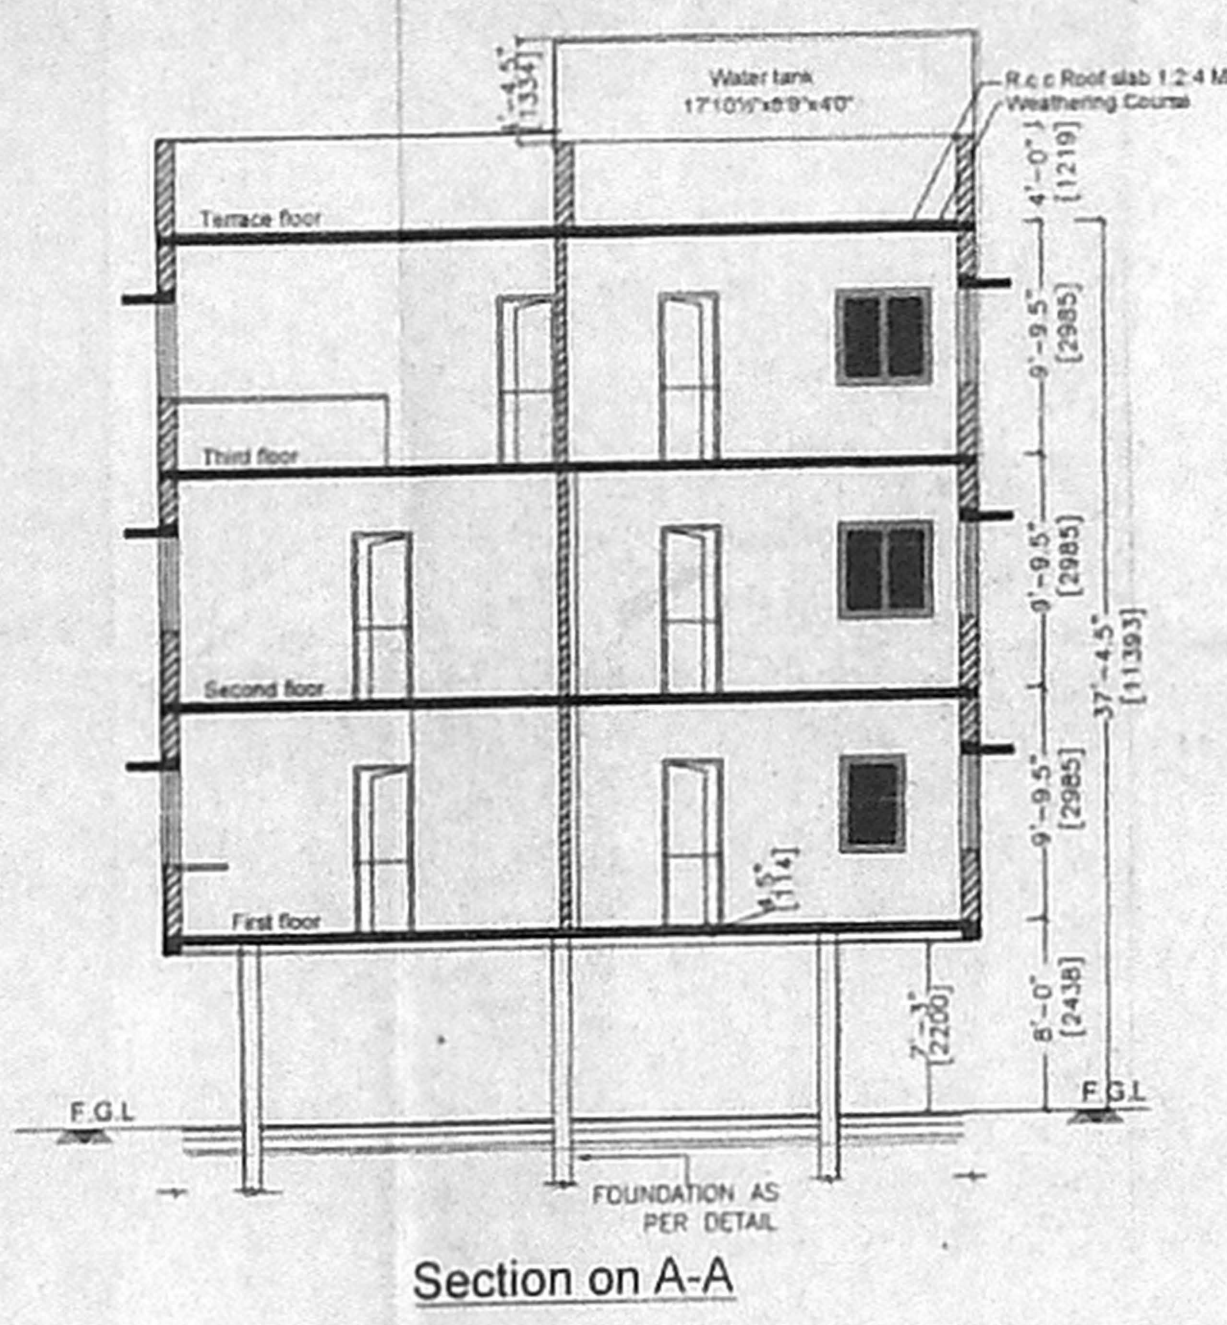 4'-4.5"
[1334]
Water tank
17'10½"x8'9"x4'0"
R.c.c Roof slab 1:2:4 M
Weathering Course
4'-0"
[1219]
Terrace floor
9'-9.5"
[2985]
Third floor
9'-9.5"
[2985]
37'-4.5"
[11393]
Second floor
9'-9.5"
[2985]
4.5"
[114]
First floor
7'-3"
[2200]
8'-0"
[2438]
F.G.L
F.G.L
FOUNDATION AS
PER DETAIL
Section on A-A